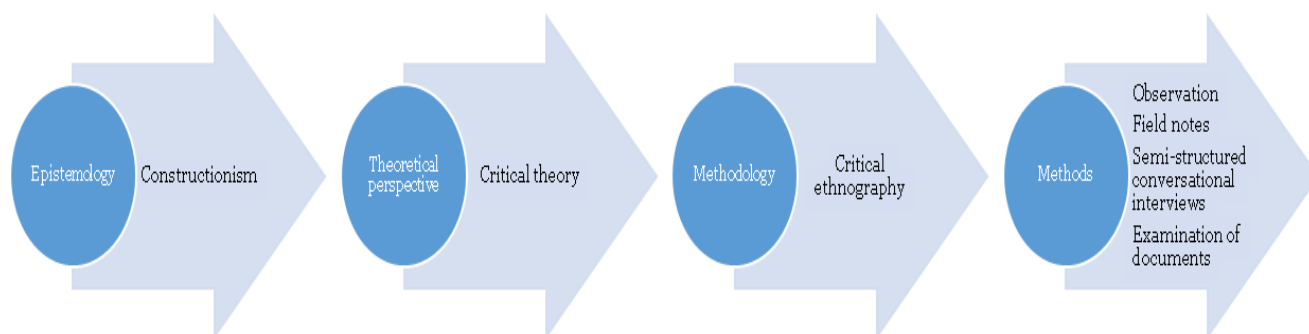 Epistemology
Constructionism
Theoretical
perspective
Critical theory
Methodology
Critical
ethnography
Methods
Observation
Field notes
Semi-structured
conversational
interviews
Examination of
documents